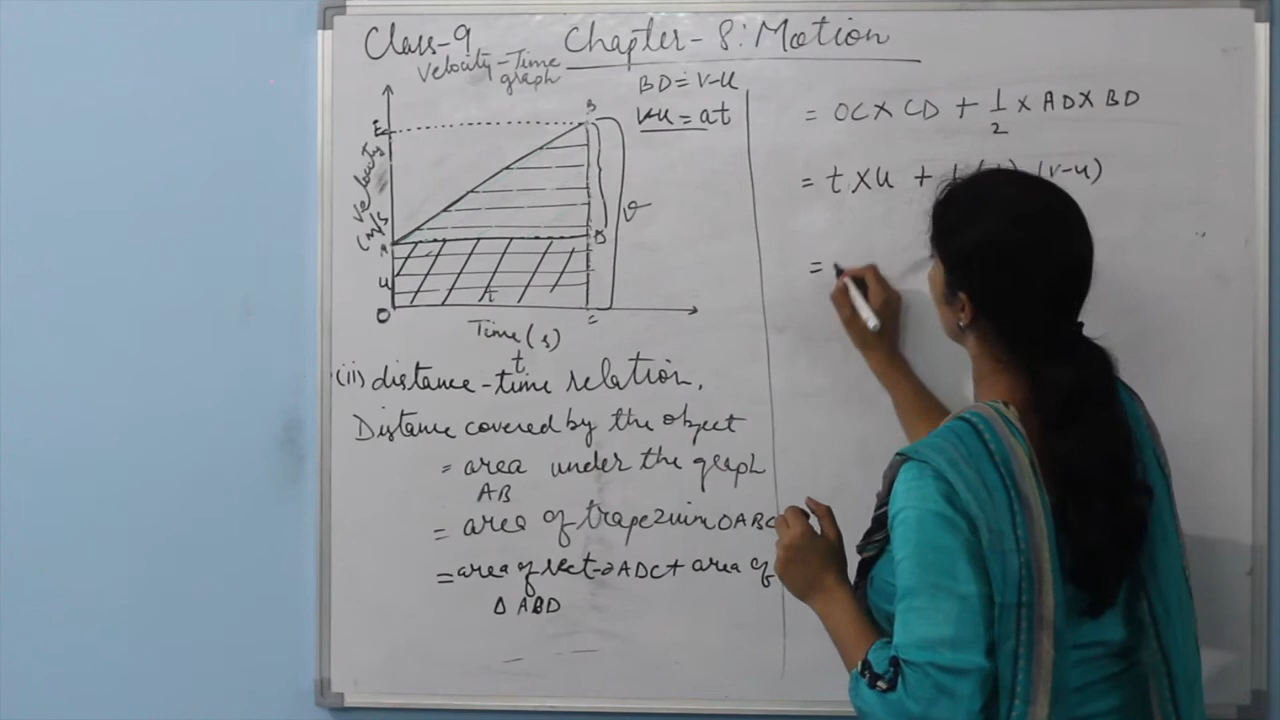 Class-9 Chapter - 8: Motion
Velocity-Time
graph
BD = v-u
v-u = at
E
B
Velocity
(m/s
A
D
v
u
t
O
Time (s)
t
(ii) distance-time relation.
Distance covered by the object
= area under the graph
AB
= area of trapezuim OABC
= area of rect-OADC + area of
Δ ABD
= OC X CD + 1/2 X AD X BD
= t X u + (v-u)
=